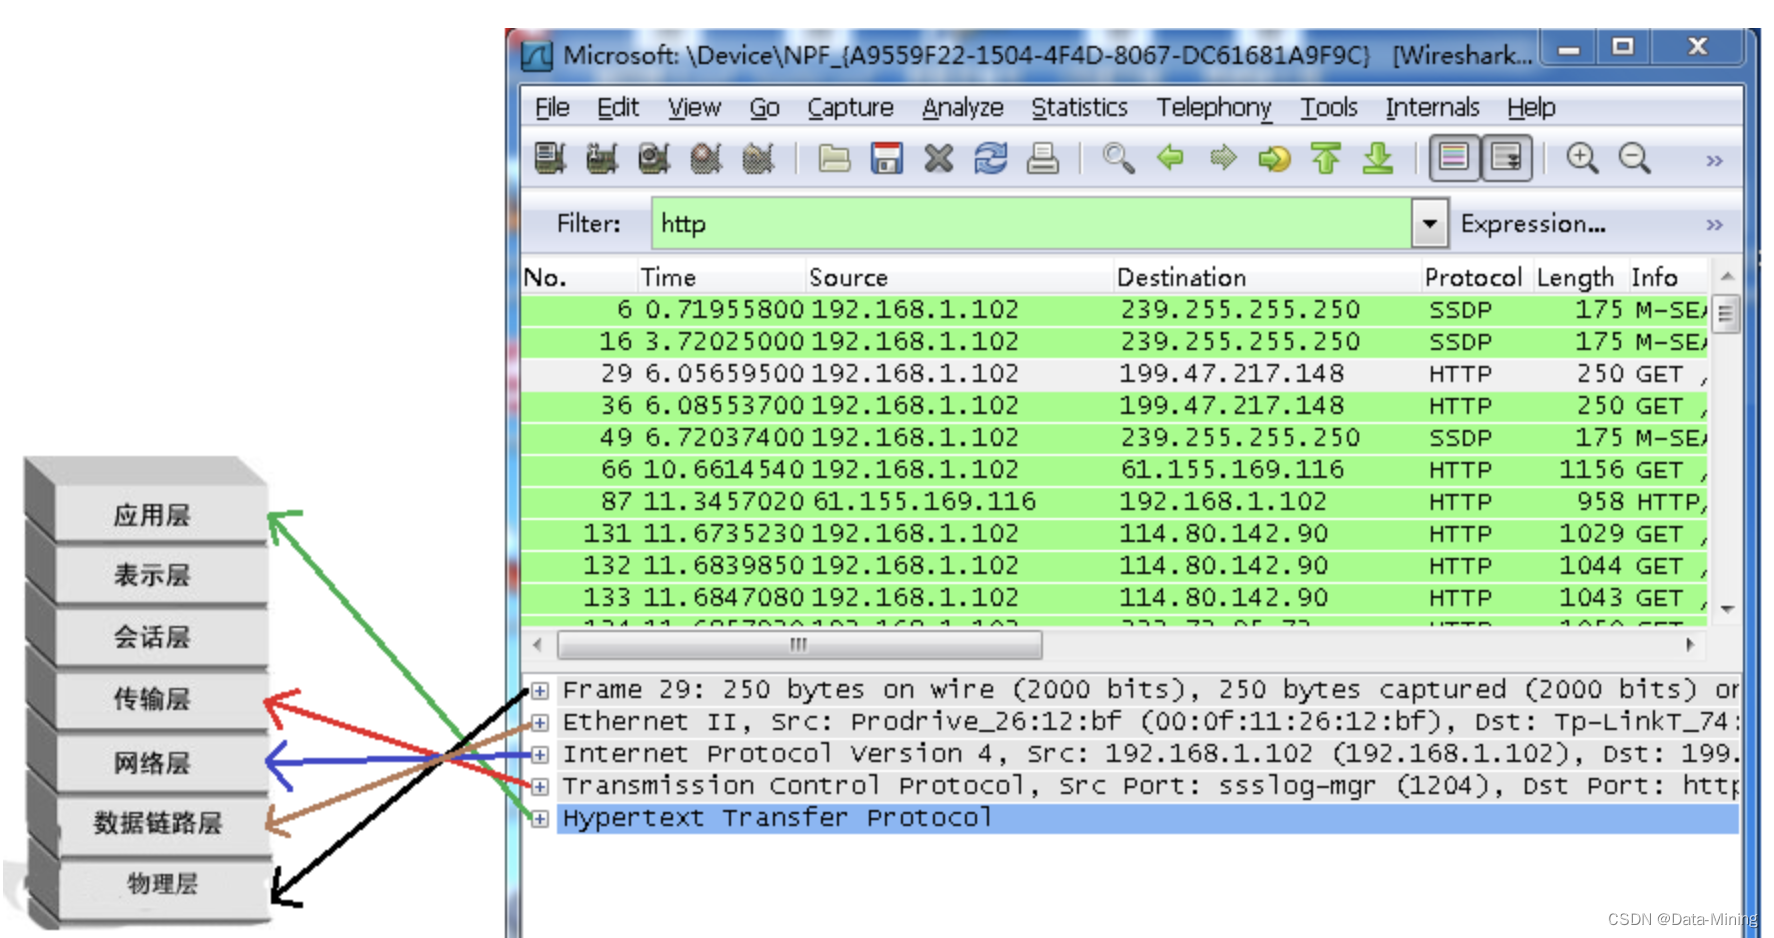 Microsoft: \Device\NPF_{A9559F22-1504-4F4D-8067-DC61681A9F9C} [Wireshark...
File Edit View Go Capture Analyze Statistics Telephony Tools Internals Help
Filter: http Expression...
No. Time Source Destination Protocol Length Info
6 0.71955800 192.168.1.102 239.255.255.250 SSDP 175 M-SEA
16 3.72025000 192.168.1.102 239.255.255.250 SSDP 175 M-SEA
29 6.05659500 192.168.1.102 199.47.217.148 HTTP 250 GET /
36 6.08553700 192.168.1.102 199.47.217.148 HTTP 250 GET /
49 6.72037400 192.168.1.102 239.255.255.250 SSDP 175 M-SEA
66 10.6614540 192.168.1.102 61.155.169.116 HTTP 1156 GET /
87 11.3457020 61.155.169.116 192.168.1.102 HTTP 958 HTTP/
131 11.6735230 192.168.1.102 114.80.142.90 HTTP 1029 GET /
132 11.6839850 192.168.1.102 114.80.142.90 HTTP 1044 GET /
133 11.6847080 192.168.1.102 114.80.142.90 HTTP 1043 GET /
Frame 29: 250 bytes on wire (2000 bits), 250 bytes captured (2000 bits) or
Ethernet II, Src: Prodrive_26:12:bf (00:0f:11:26:12:bf), Dst: Tp-LinkT_74:
Internet Protocol Version 4, Src: 192.168.1.102 (192.168.1.102), Dst: 199.
Transmission Control Protocol, Src Port: ssslog-mgr (1204), Dst Port: http
Hypertext Transfer Protocol
应用层
表示层
会话层
传输层
网络层
数据链路层
物理层
CSDN @Data-Mining